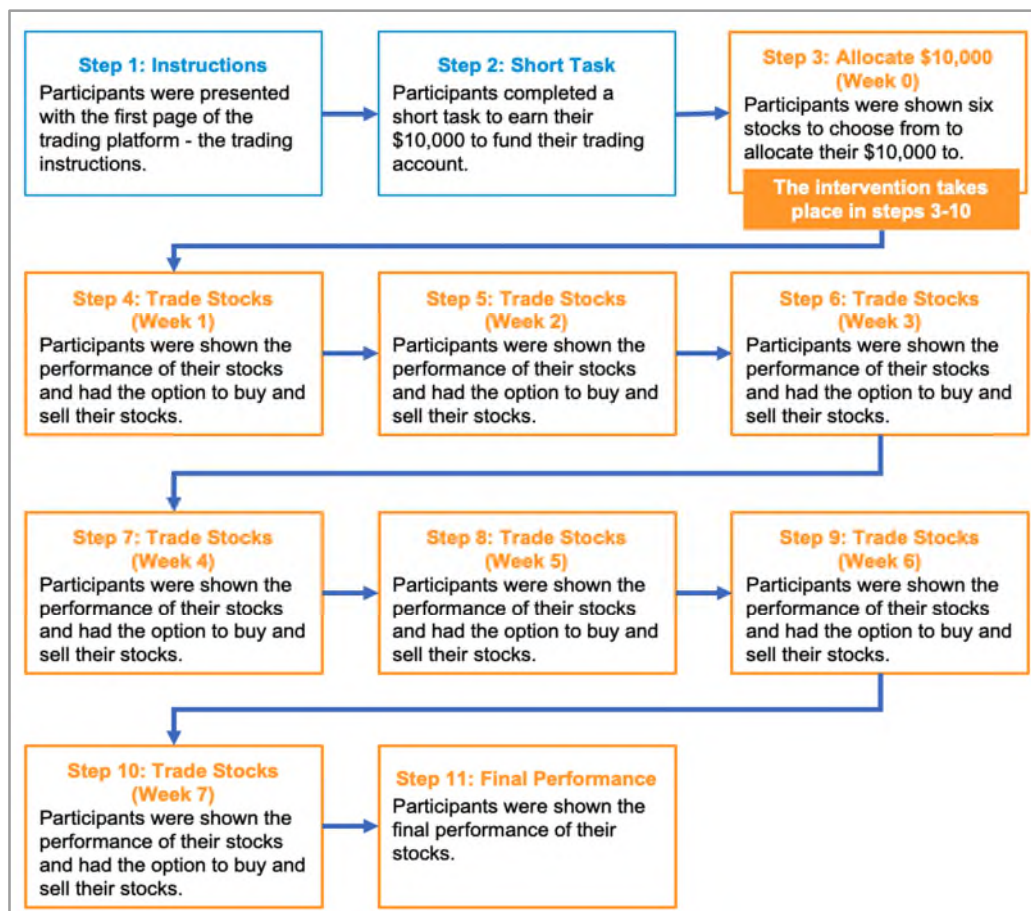 Step 1: Instructions
Participants were presented
with the first page of the
trading platform - the trading
instructions.
Step 2: Short Task
Participants completed a
short task to earn their
$10,000 to fund their trading
account.
Step 3: Allocate $10,000
(Week 0)
Participants were shown six
stocks to choose from to
allocate their $10,000 to.
The intervention takes
place in steps 3-10
Step 4: Trade Stocks
(Week 1)
Participants were shown the
performance of their stocks
and had the option to buy and
sell their stocks.
Step 5: Trade Stocks
(Week 2)
Participants were shown the
performance of their stocks
and had the option to buy and
sell their stocks.
Step 6: Trade Stocks
(Week 3)
Participants were shown the
performance of their stocks
and had the option to buy and
sell their stocks.
Step 7: Trade Stocks
(Week 4)
Participants were shown the
performance of their stocks
and had the option to buy and
sell their stocks.
Step 8: Trade Stocks
(Week 5)
Participants were shown the
performance of their stocks
and had the option to buy and
sell their stocks.
Step 9: Trade Stocks
(Week 6)
Participants were shown the
performance of their stocks
and had the option to buy and
sell their stocks.
Step 10: Trade Stocks
(Week 7)
Participants were shown the
performance of their stocks
and had the option to buy and
sell their stocks.
Step 11: Final Performance
Participants were shown the
final performance of their
stocks.